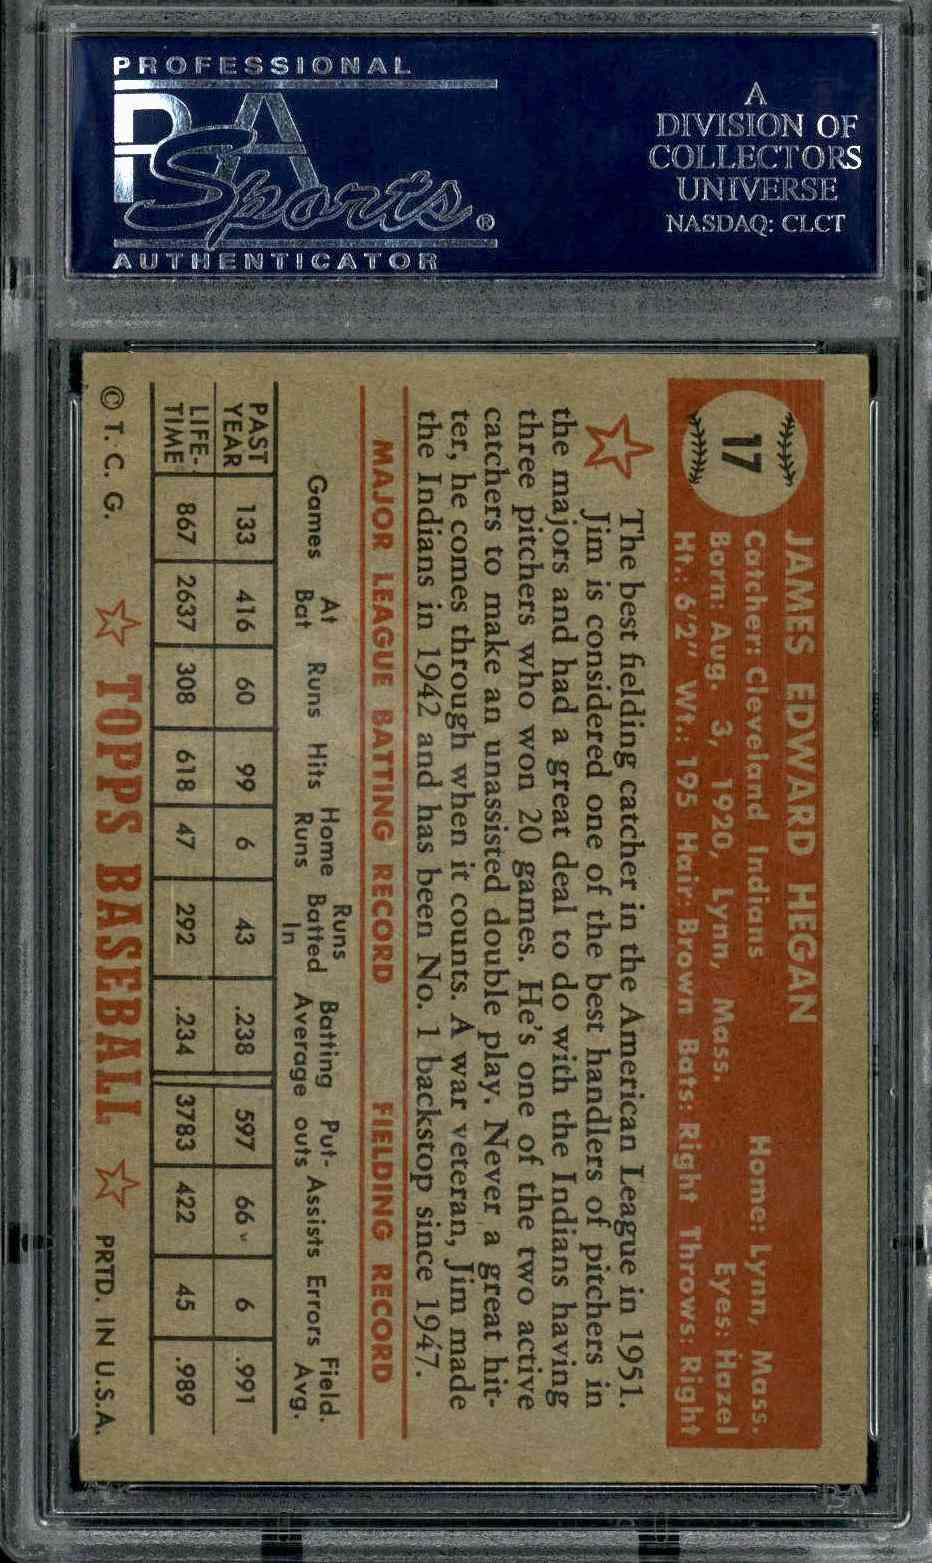 PROFESSIONAL
PSA
Sports®
AUTHENTICATOR
A
DIVISION OF
COLLECTORS
UNIVERSE
NASDAQ: CLCT
17
JAMES EDWARD HEGAN
Catcher: Cleveland Indians Home: Lynn, Mass.
Born: Aug. 3, 1920, Lynn, Mass. Eyes: Hazel
Ht.: 6'2" Wt.: 195 Hair: Brown Bats: Right Throws: Right
The best fielding catcher in the American League in 1951.
Jim is considered one of the best handlers of pitchers in
the majors and had a great deal to do with the Indians having
three pitchers who won 20 games. He's one of the two active
catchers to make an unassisted double play. Never a great hit-
ter, he comes through when it counts. A war veteran, Jim made
the Indians in 1942 and has been No. 1 backstop since 1947.
MAJOR LEAGUE BATTING RECORD FIELDING RECORD
Games At Bat Runs Hits Home Runs Runs Batted In Batting Average Put-outs Assists Errors Field. Avg.
PAST YEAR 133 416 60 99 6 43 .238 597 66 6 .991
LIFE-TIME 867 2637 308 618 47 292 .234 3783 422 45 .989
© T. C. G. TOPPS BASEBALL PRTD. IN U.S.A.